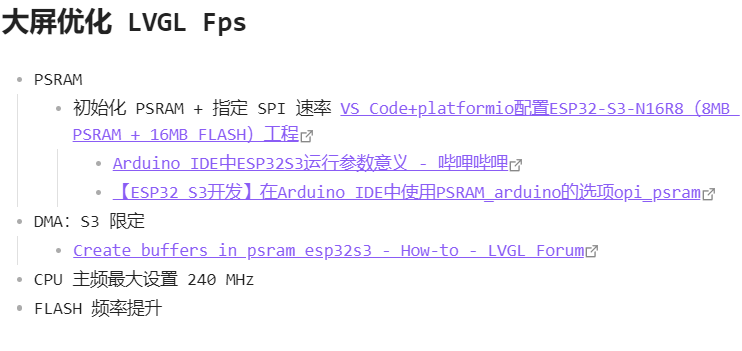 大屏优化 LVGL Fps
PSRAM
初始化 PSRAM + 指定 SPI 速率 VS Code+platformio配置ESP32-S3-N16R8（8MB
PSRAM + 16MB FLASH）工程
Arduino IDE中ESP32S3运行参数意义 - 哔哩哔哩
【ESP32 S3开发】在Arduino IDE中使用PSRAM_arduino的选项opi_psram
DMA: S3 限定
Create buffers in psram esp32s3 - How-to - LVGL Forum
CPU 主频最大设置 240 MHz
FLASH 频率提升